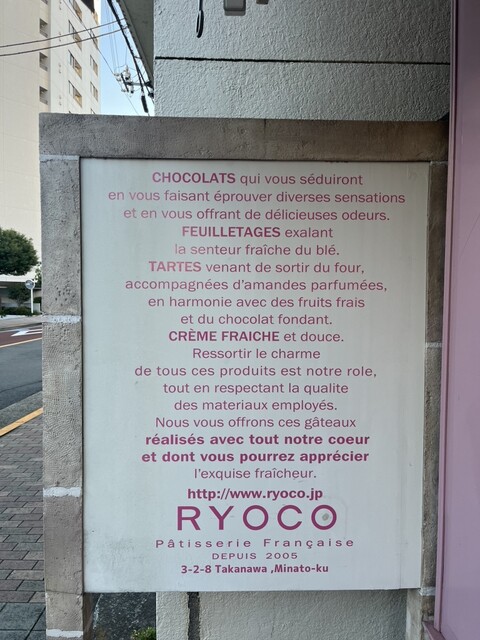 CHOCOLATS qui vous séduiront
en vous faisant éprouver diverses sensations
et en vous offrant de délicieuses odeurs.
FEUILLETAGES exalant
la senteur fraîche du blé.
TARTES venant de sortir du four,
accompagnées d'amandes parfumées,
en harmonie avec des fruits frais
et du chocolat fondant.
CRÈME FRAICHE et douce.
Ressortir le charme
de tous ces produits est notre role,
tout en respectant la qualite
des materiaux employés.
Nous vous offrons ces gâteaux
réalisés avec tout notre coeur
et dont vous pourrez apprécier
l'exquise fraîcheur.
http://www.ryoco.jp
RYOCO
Pâtisserie Française
DEPUIS 2005
3-2-8 Takanawa ,Minato-ku